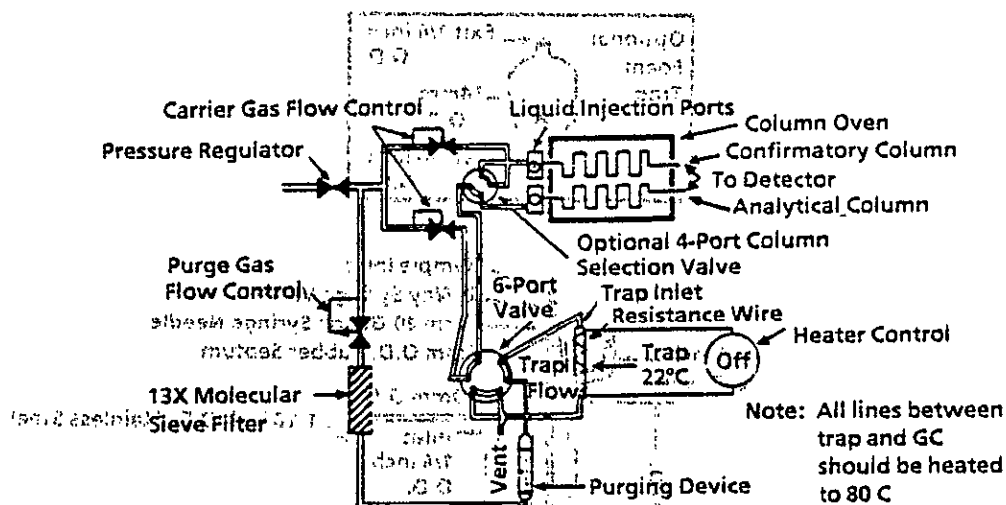 Carrier Gas Flow Control
Liquid Injection Ports
Column Oven
Pressure Regulator
Confirmatory Column
To Detector
Analytical Column
Optional 4-Port Column
Selection Valve
Purge Gas
Flow Control
6-Port
Valve
Trap Inlet
Resistance Wire
Heater Control
Trap
Flow
Trap
22°C
Off
13X Molecular
Sieve Filter
Note: All lines between
trap and GC
should be heated
to 80 C
Vent
Purging Device